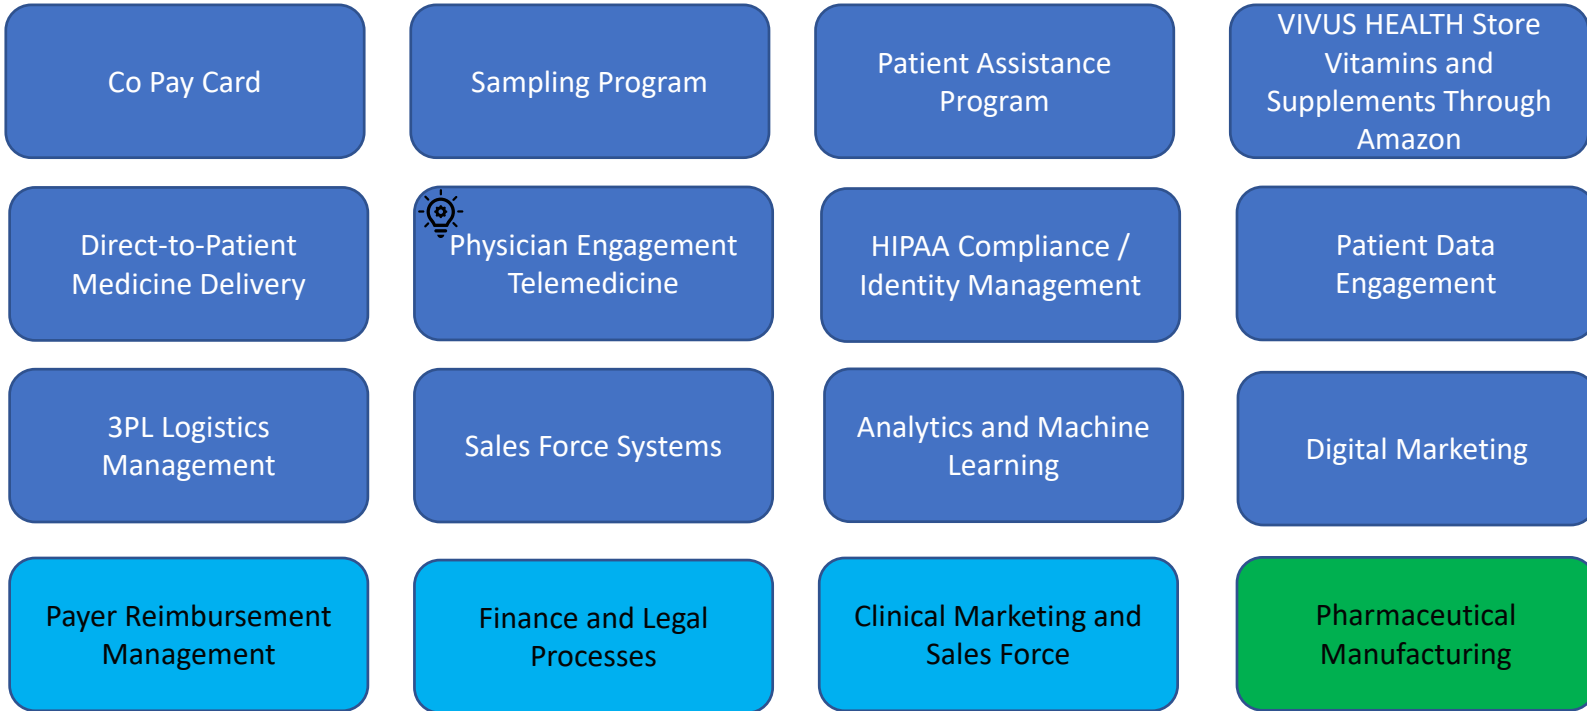 Co Pay Card
Sampling Program
Patient Assistance
Program
VIVUS HEALTH Store
Vitamins and
Supplements Through
Amazon
Direct-to-Patient
Medicine Delivery
Physician Engagement
Telemedicine
HIPAA Compliance /
Identity Management
Patient Data
Engagement
3PL Logistics
Management
Sales Force Systems
Analytics and Machine
Learning
Digital Marketing
Payer Reimbursement
Management
Finance and Legal
Processes
Clinical Marketing and
Sales Force
Pharmaceutical
Manufacturing